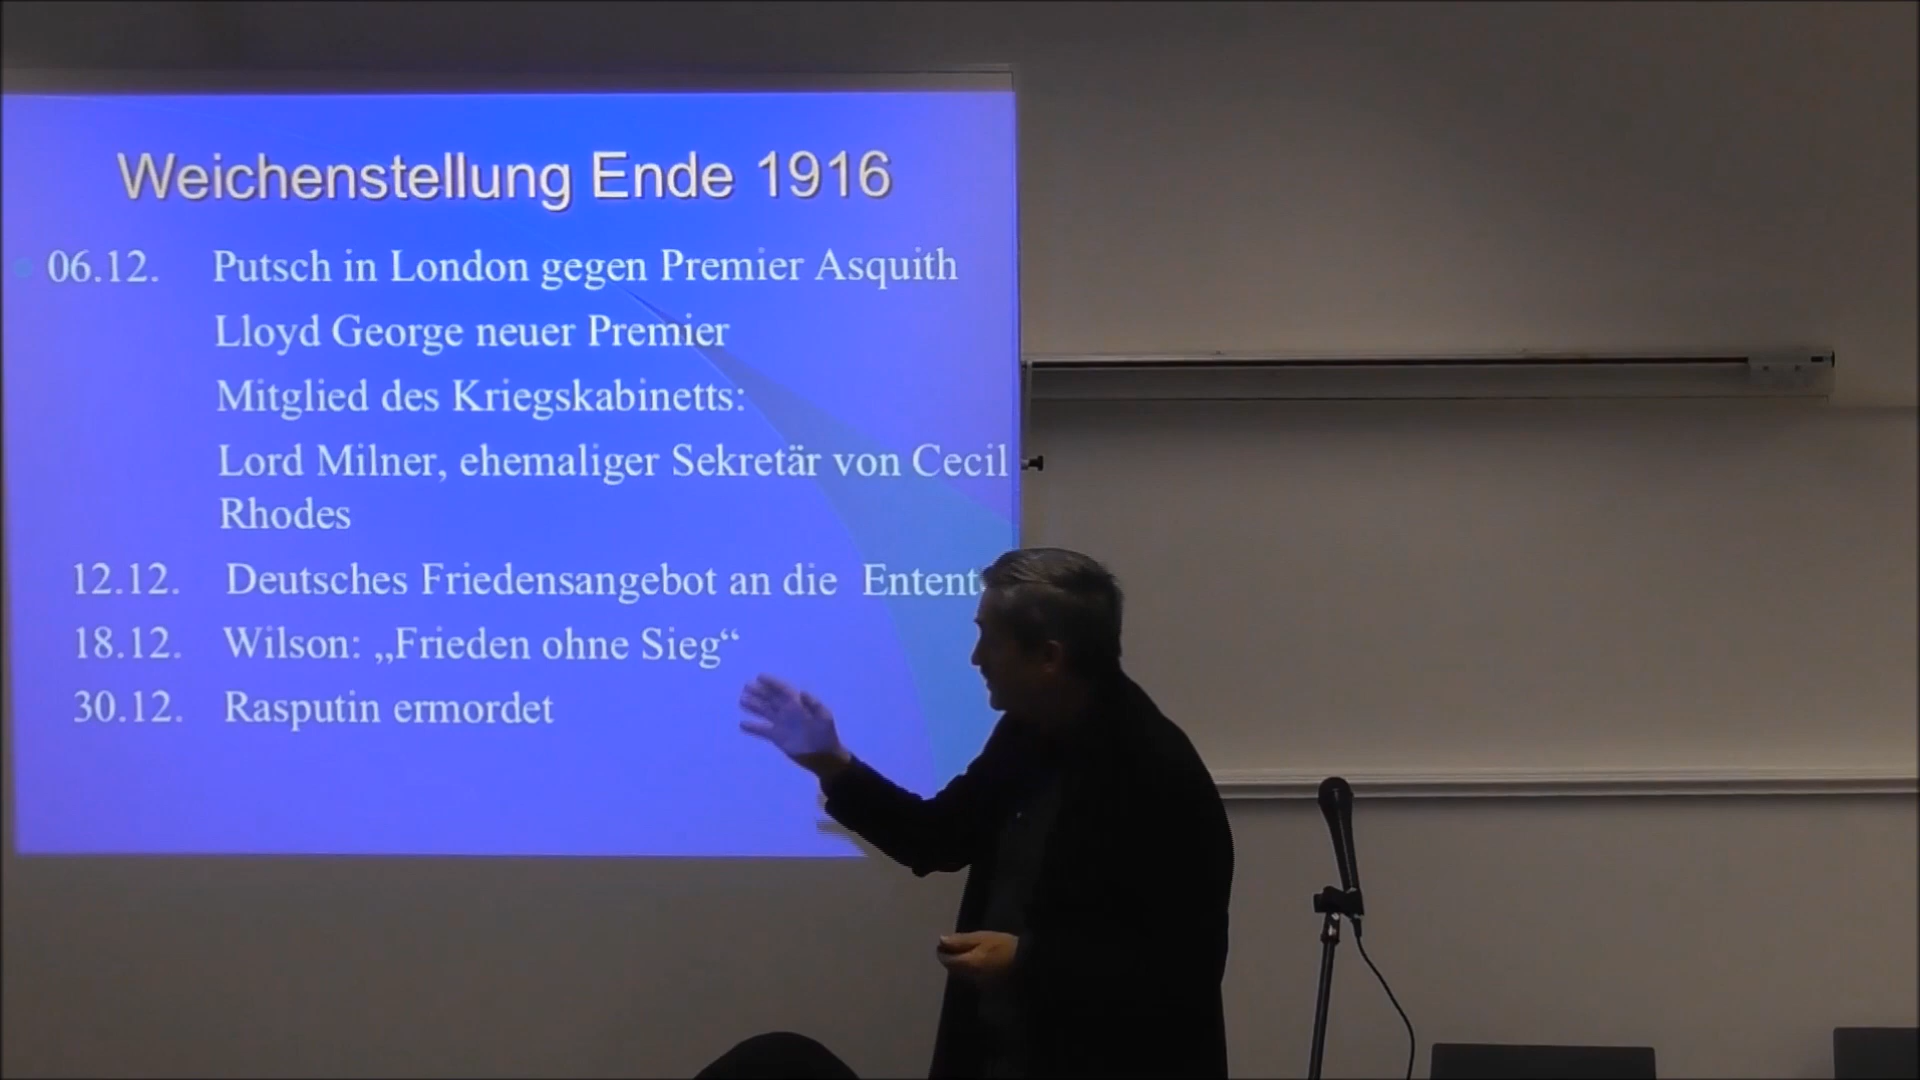 Weichenstellung Ende 1916
06.12. Putsch in London gegen Premier Asquith
Lloyd George neuer Premier
Mitglied des Kriegskabinetts:
Lord Milner, ehemaliger Sekretär von Cecil
Rhodes
12.12. Deutsches Friedensangebot an die Entent
18.12. Wilson: „Frieden ohne Sieg“
30.12. Rasputin ermordet